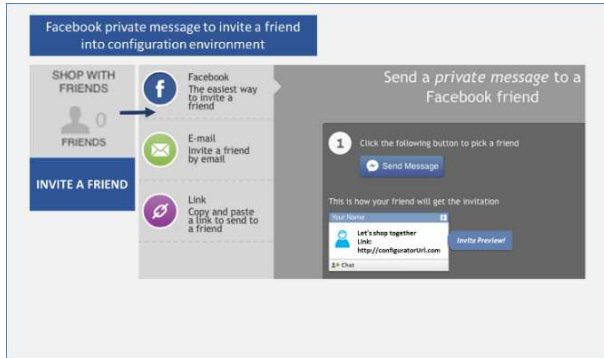 Facebook private message to invite a friend
into configuration environment
SHOP WITH
FRIENDS
0
FRIENDS
INVITE A FRIEND
Facebook
The easiest way
to invite a
friend
E-mail
Invite a friend
by email
Link
Copy and paste
a link to send to
a friend
Send a private message to a
Facebook friend
1 Click the following button to pick a friend
Send Message
This is how your friend will get the invitation
Your Name
Let's shop together
Link:
http://configuratorUrl.com
Chat
Invite Preview!